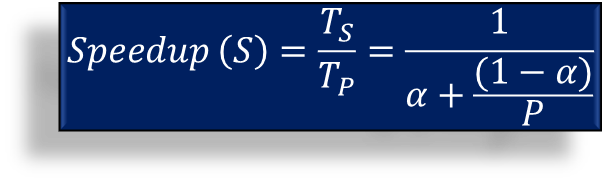 Speedup (S) = T_S / T_P = 1 / (α + (1 − α) / P)